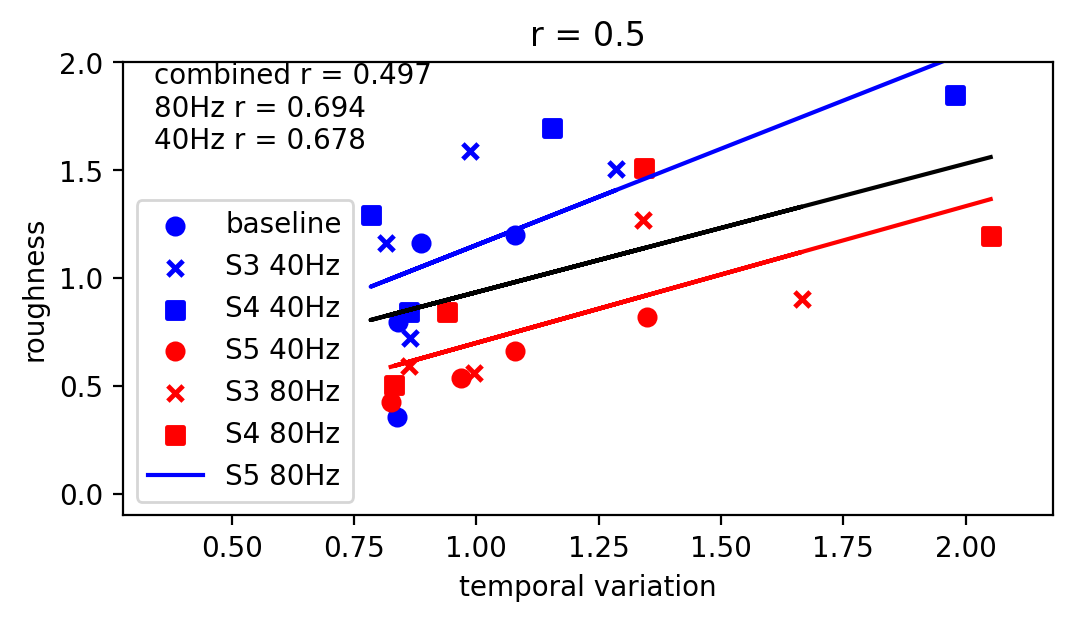 r = 0.5
combined r = 0.497
80Hz r = 0.694
40Hz r = 0.678
baseline
S3 40Hz
S4 40Hz
S5 40Hz
S3 80Hz
S4 80Hz
S5 80Hz
2.0
1.5
1.0
0.5
0.0
roughness
0.50 0.75 1.00 1.25 1.50 1.75 2.00
temporal variation